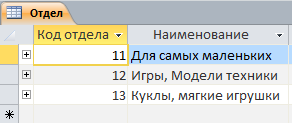 Отдел
Код отдела Наименование
11 Для самых маленьких
12 Игры, Модели техники
13 Куклы, мягкие игрушки